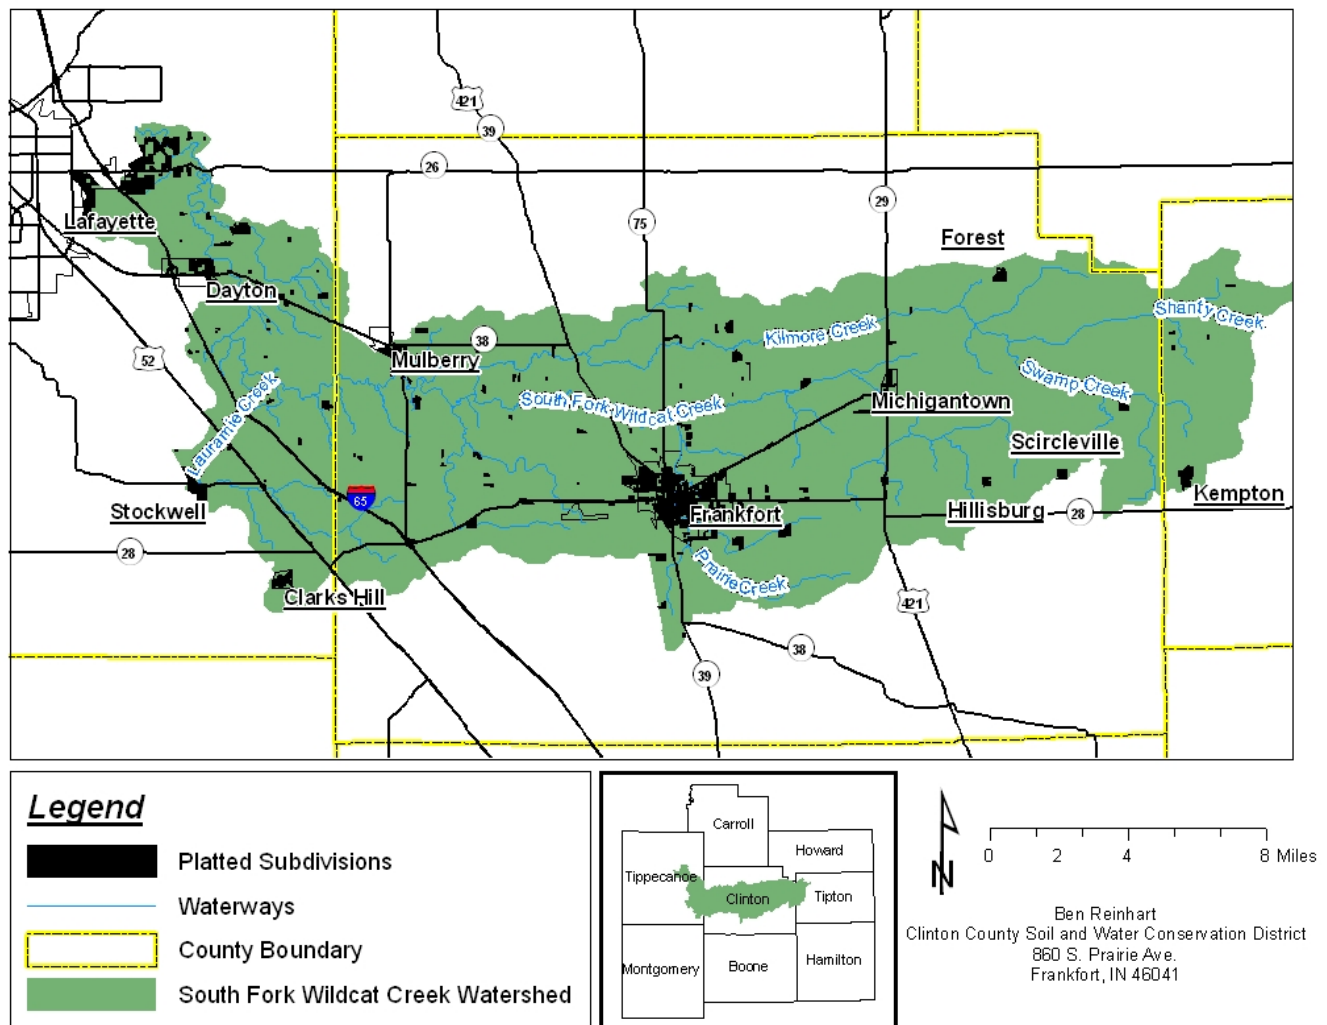 421
39
26
Lafayette
75
29
Forest
Dayton
Shanty Creek
Kilmore Creek
38
52
Mulberry
Swamp Creek
Lauramie Creek
South Fork Wildcat Creek
Michigantown
Scircleville
65
Kempton
Stockwell
Frankfort
Hillisburg
28
28
Prairie Creek
Clarks Hill
421
38
39
Legend
Platted Subdivisions
Waterways
County Boundary
South Fork Wildcat Creek Watershed
Carroll
Howard
Tippecanoe
Clinton
Tipton
Montgomery
Boone
Hamilton
N
0 2 4 8 Miles
Ben Reinhart
Clinton County Soil and Water Conservation District
860 S. Prairie Ave.
Frankfort, IN 46041